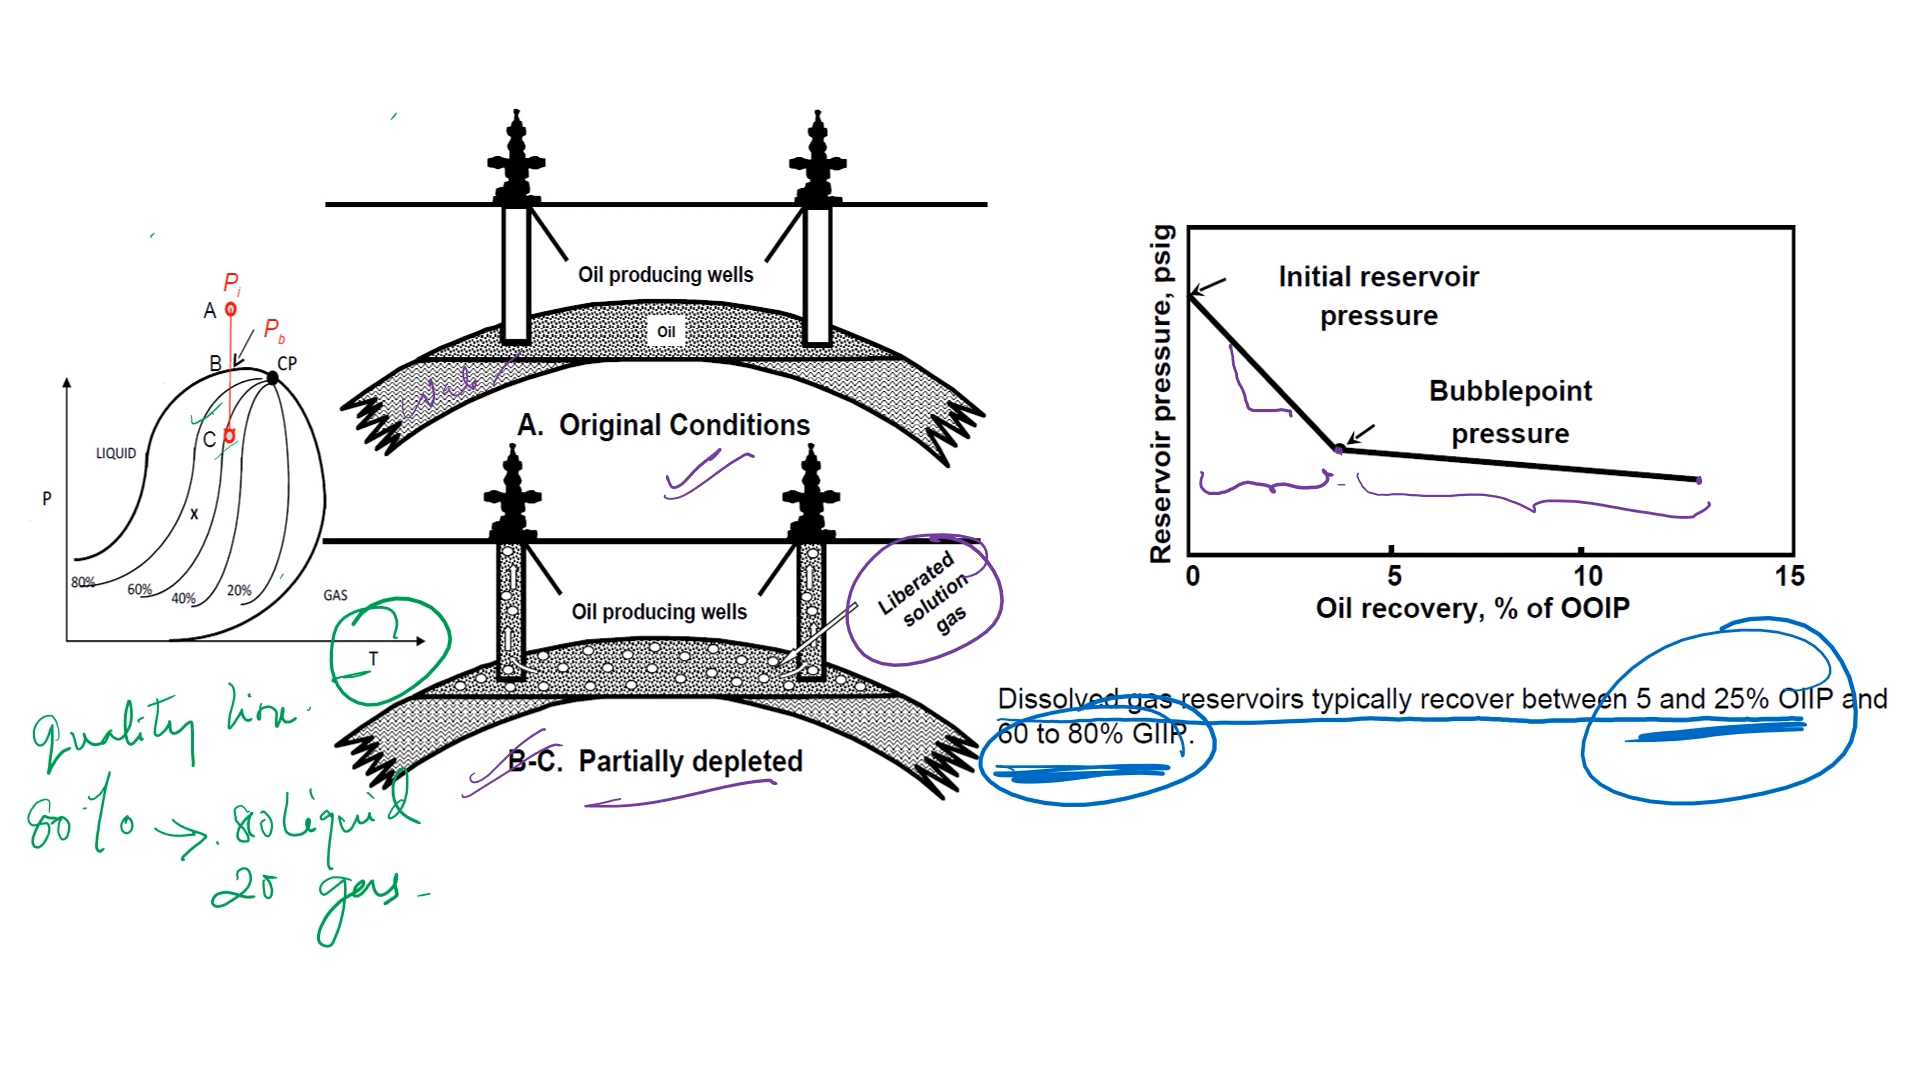 P
LIQUID
GAS
T
A
Pi
B
Pb
CP
C
x
80%
60%
40%
20%
Oil producing wells
Oil
A. Original Conditions
Oil producing wells
Liberated
solution
gas
B-C. Partially depleted
Quality line.
80% → 80 Liquid
20 gas
Reservoir pressure, psig
Initial reservoir
pressure
Bubblepoint
pressure
0 5 10 15
Oil recovery, % of OOIP
Dissolved gas reservoirs typically recover between 5 and 25% OIIP and
60 to 80% GIIP.